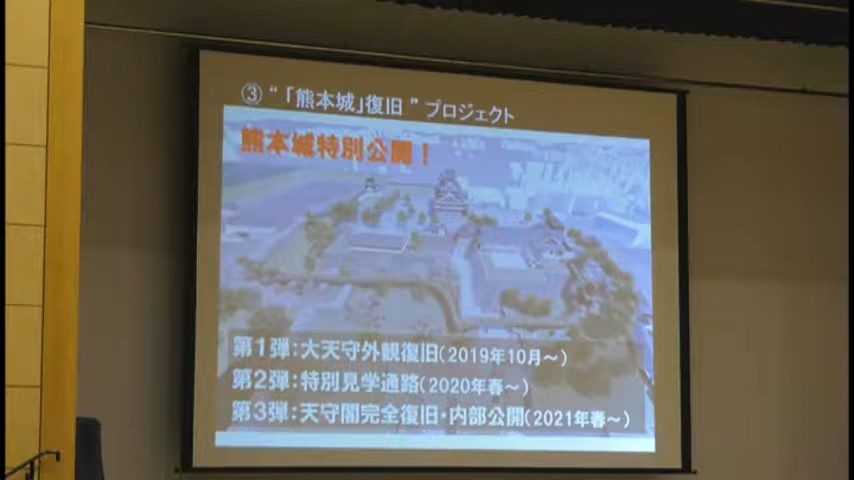 ③“「熊本城」復旧”プロジェクト
熊本城特別公開！
第1弾：大天守外観復旧（2019年10月～）
第2弾：特別見学通路（2020年春～）
第3弾：天守閣完全復旧・内部公開（2021年春～）